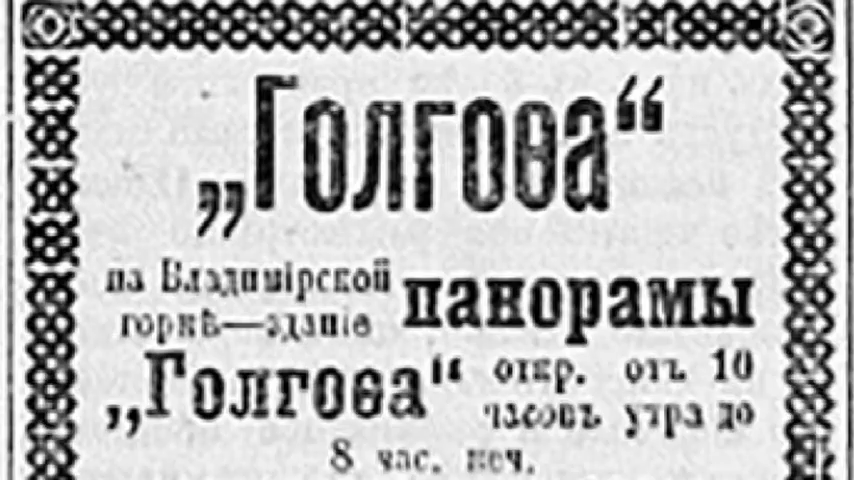 „Голгоѳа“
на Владимірской
горкѣ—зданіе панорамы
„Голгоѳа“ откр. отъ 10
часовъ утра до
8 час. веч.